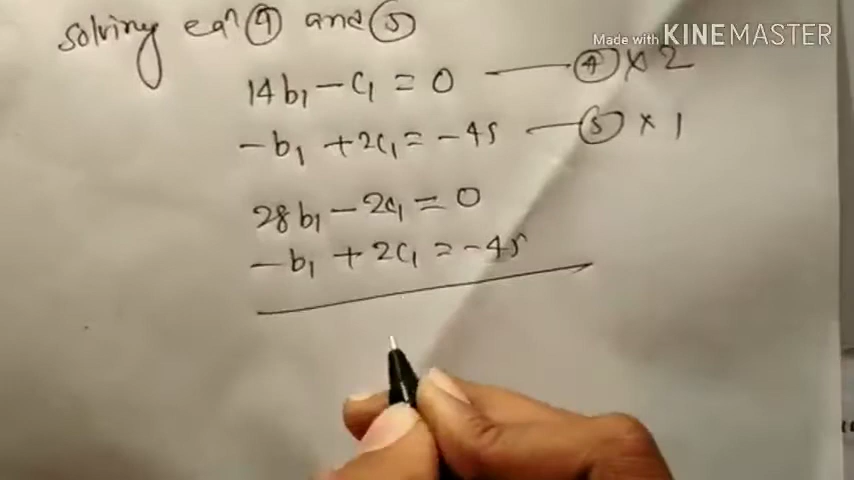 Made with KINEMASTER
solving eqn ④ and ⑤
14b₁ - c₁ = 0 — ④ × 2
-b₁ + 2c₁ = -45 — ⑤ × 1
28b₁ - 2c₁ = 0
-b₁ + 2c₁ = -45